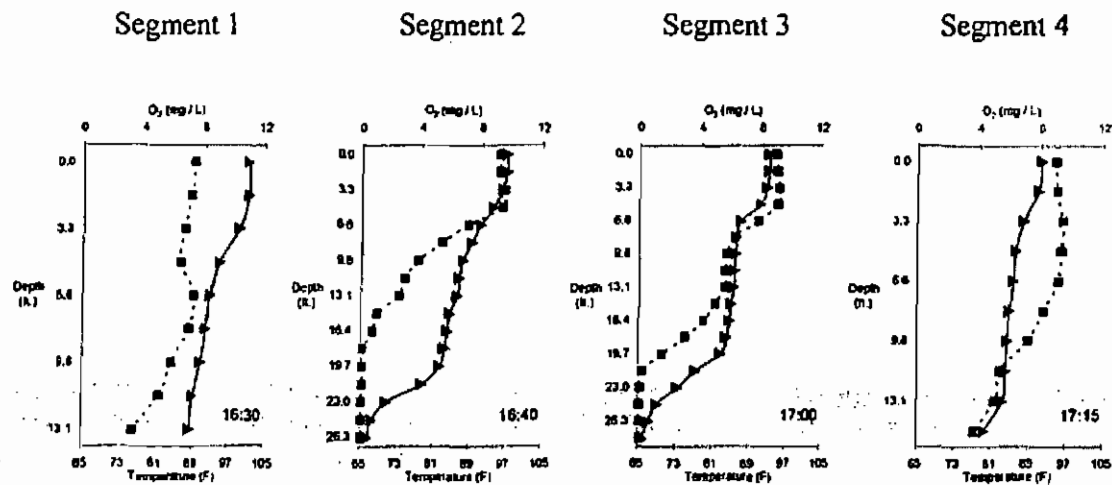 Segment 1
Segment 2
Segment 3
Segment 4
O2 (mg / L)
0 4 8 12
0.0
3.3
6.6
9.8
13.1
Depth
(ft.)
16:30
65 73 81 89 97 105
Temperature (F)
O2 (mg / L)
0 4 8 12
0.0
3.3
6.6
9.8
13.1
16.4
19.7
23.0
26.3
Depth
(ft.)
16:40
65 73 81 89 97 105
Temperature (F)
O2 (mg / L)
0 4 8 12
0.0
3.3
6.6
9.8
13.1
16.4
19.7
23.0
26.3
Depth
(ft.)
17:00
65 73 81 89 97 105
Temperature (F)
O2 (mg / L)
0 4 8 12
0.0
3.3
6.6
9.8
13.1
Depth
(ft.)
17:15
65 73 81 89 97 105
Temperature (F)